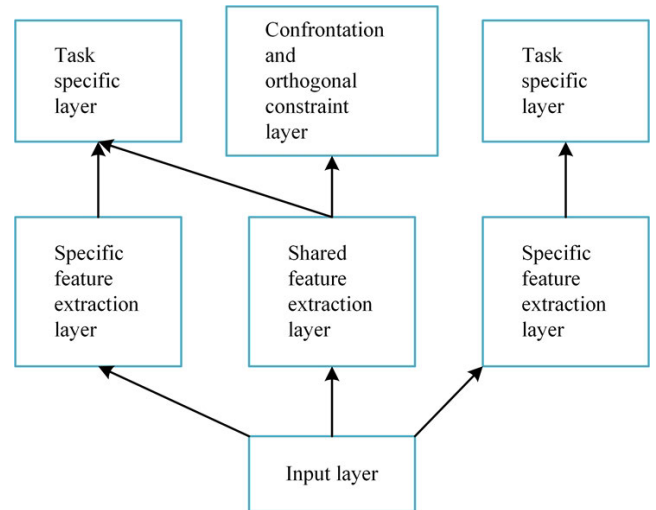 Task
specific
layer
Confrontation
and
orthogonal
constraint
layer
Task
specific
layer
Specific
feature
extraction
layer
Shared
feature
extraction
layer
Specific
feature
extraction
layer
Input layer